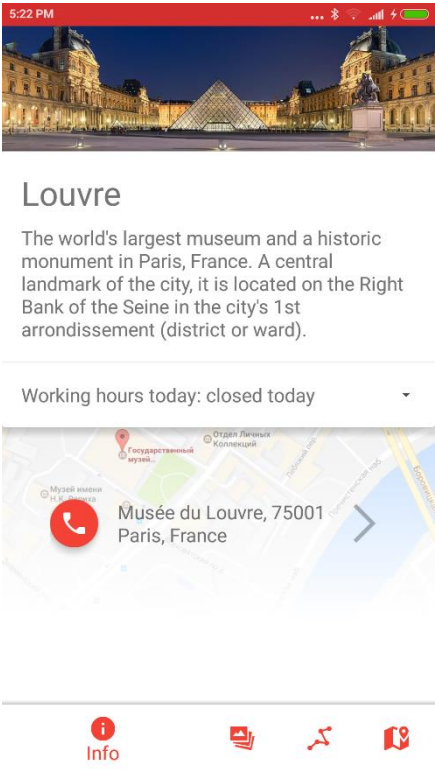 5:22 PM
Louvre
The world's largest museum and a historic
monument in Paris, France. A central
landmark of the city, it is located on the Right
Bank of the Seine in the city's 1st
arrondissement (district or ward).
Working hours today: closed today
Отдел Личных
Коллекций
Государственный
музей..
Музей имени
Н.К. Рериха
Musée du Louvre, 75001
Paris, France
Info